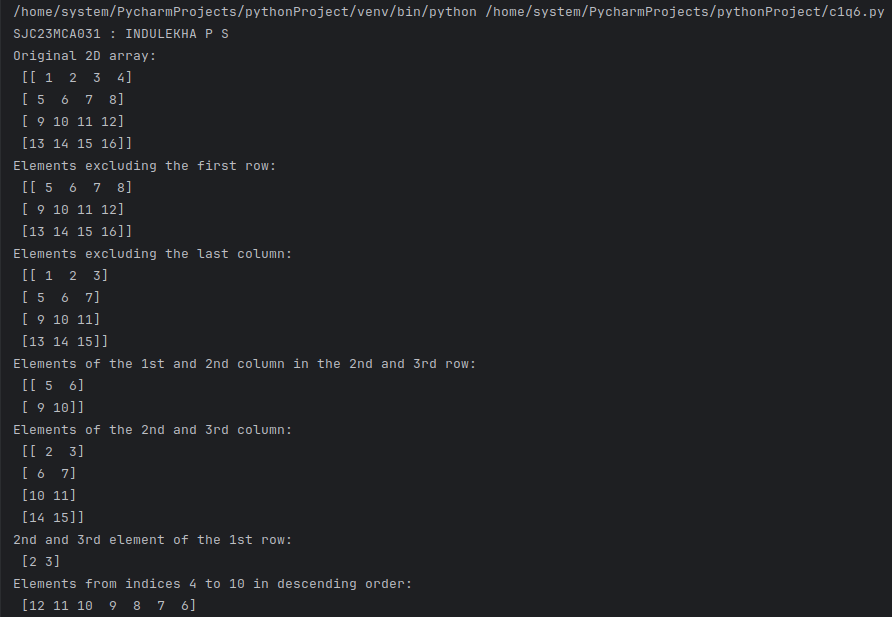 /home/system/PycharmProjects/pythonProject/venv/bin/python /home/system/PycharmProjects/pythonProject/c1q6.py
SJC23MCA031 : INDULEKHA P S
Original 2D array:
 [[ 1  2  3  4]
 [ 5  6  7  8]
 [ 9 10 11 12]
 [13 14 15 16]]
Elements excluding the first row:
 [[ 5  6  7  8]
 [ 9 10 11 12]
 [13 14 15 16]]
Elements excluding the last column:
 [[ 1  2  3]
 [ 5  6  7]
 [ 9 10 11]
 [13 14 15]]
Elements of the 1st and 2nd column in the 2nd and 3rd row:
 [[ 5  6]
 [ 9 10]]
Elements of the 2nd and 3rd column:
 [[ 2  3]
 [ 6  7]
 [10 11]
 [14 15]]
2nd and 3rd element of the 1st row:
 [2 3]
Elements from indices 4 to 10 in descending order:
 [12 11 10  9  8  7  6]